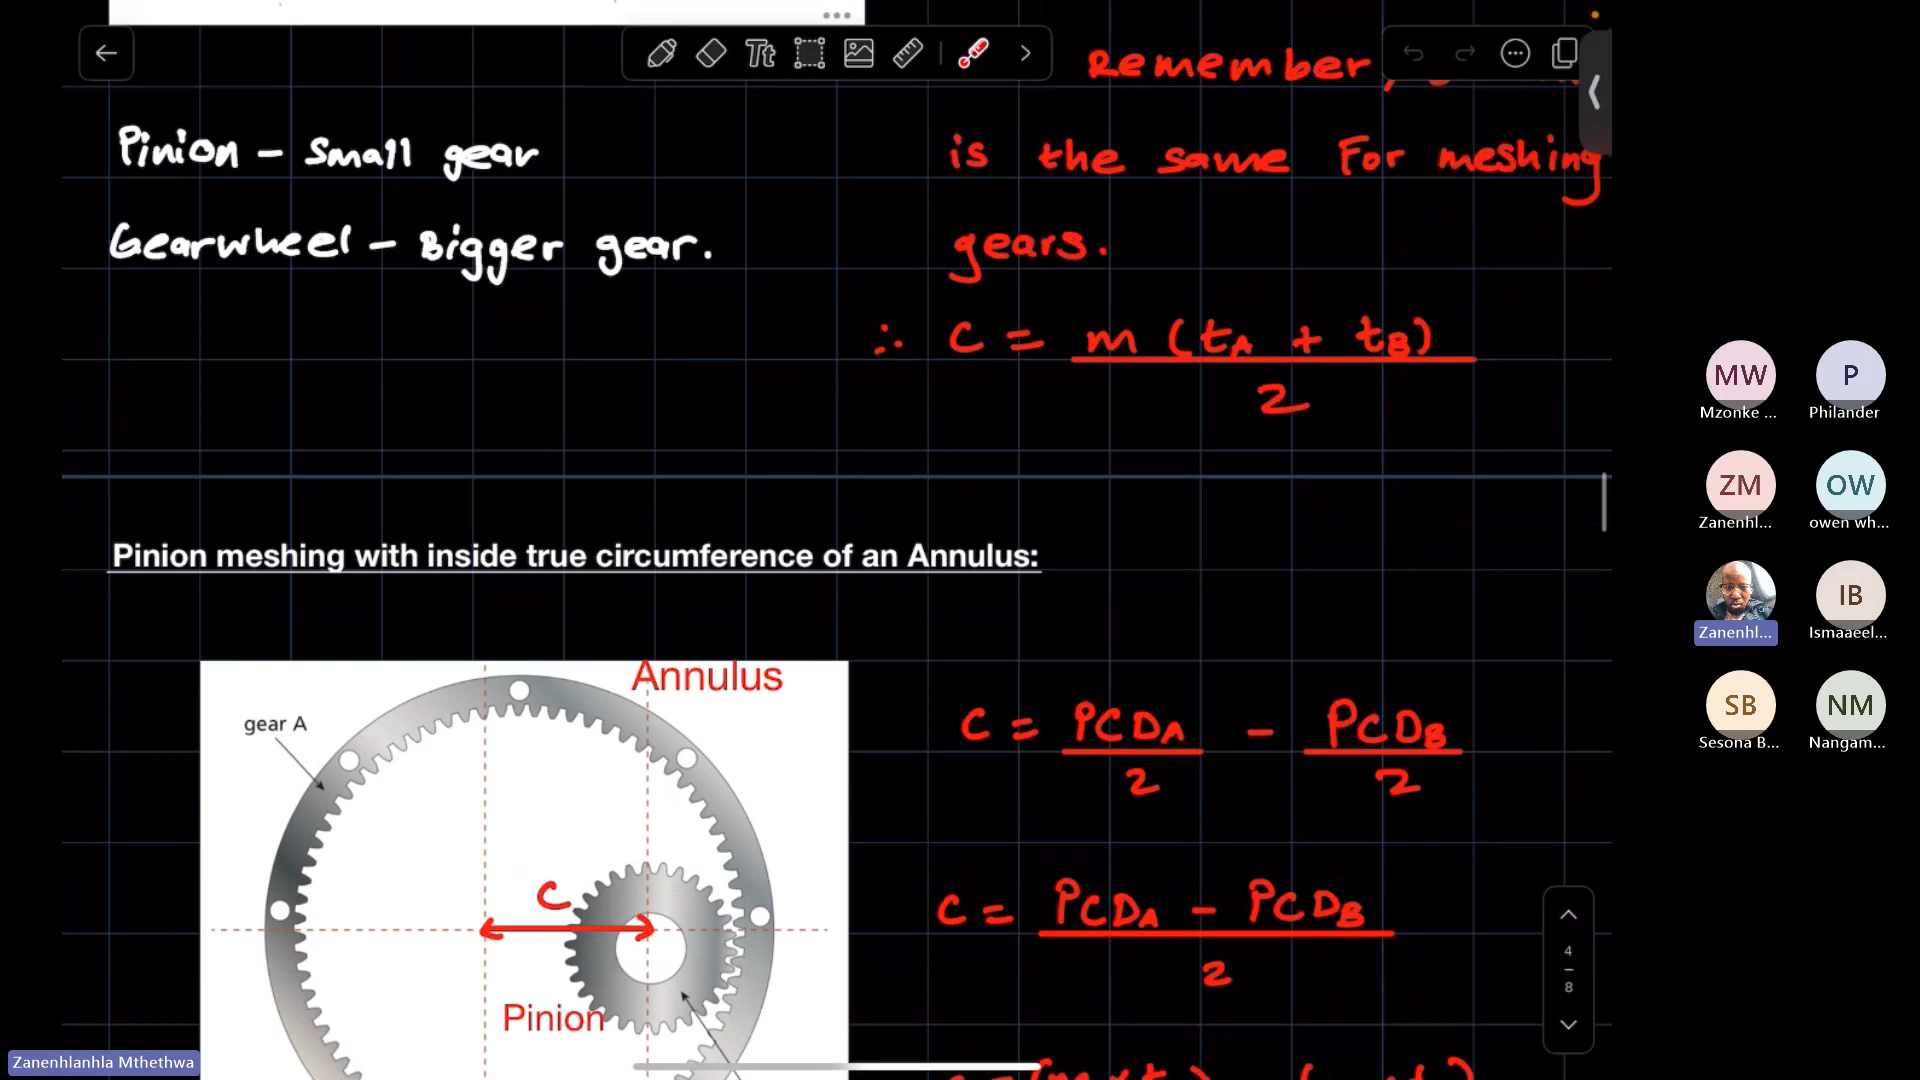 Remember
Pinion – small gear
is the same For meshing
Gearwheel – Bigger gear.
gears.
∴ C = m (tA + tB)
2
Pinion meshing with inside true circumference of an Annulus:
Annulus
gear A
C = PCDA – PCDB
2 2
C
C = PCDA – PCDB
2
Pinion
Tt
4
8
MW
Mzonke ...
P
Philander
ZM
Zanenhl...
OW
owen wh...
Zanenhl...
IB
Ismaaeel...
SB
Sesona B...
NM
Nangam...
Zanenhlanhla Mthethwa